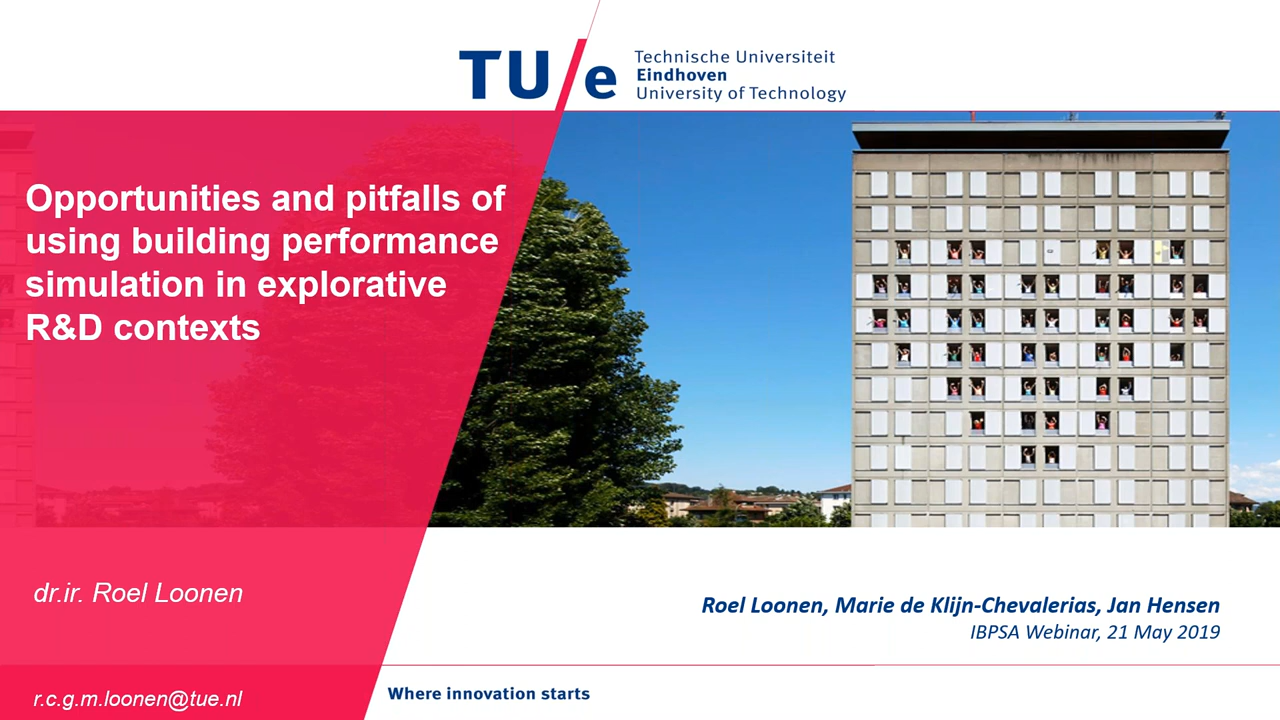 TU/e
Technische Universiteit
Eindhoven
University of Technology
Opportunities and pitfalls of
using building performance
simulation in explorative
R&D contexts
dr.ir. Roel Loonen
Roel Loonen, Marie de Klijn-Chevalerias, Jan Hensen
IBPSA Webinar, 21 May 2019
r.c.g.m.loonen@tue.nl
Where innovation starts